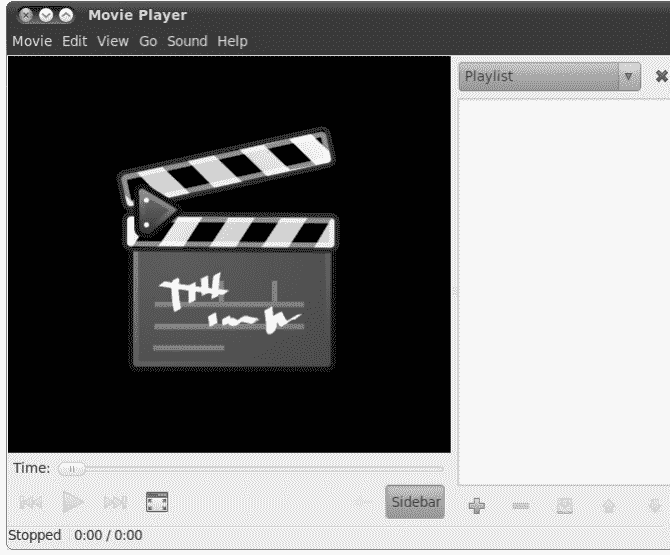 Movie Player
Movie Edit View Go Sound Help
Playlist
Time:
Sidebar
Stopped 0:00 / 0:00